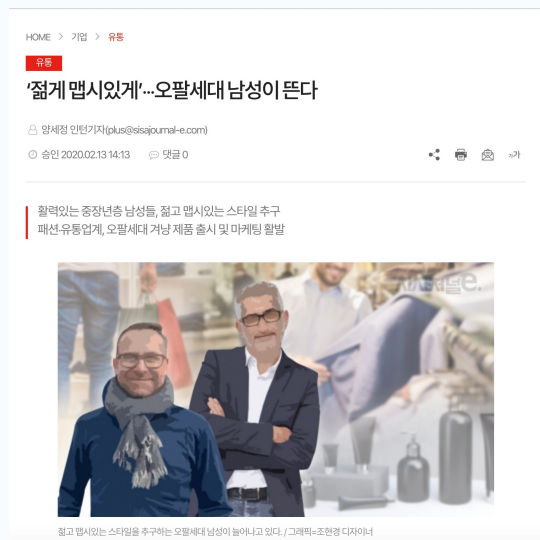 HOME > 기업 > 유통
유통
‘젊게 맵시있게’···오팔세대 남성이 뜬다
양세정 인턴기자(plus@sisajournal-e.com)
승인 2020.02.13 14:13 댓글 0
가
활력있는 중장년층 남성들, 젊고 맵시있는 스타일 추구
패션·유통업계, 오팔세대 겨냥 제품 출시 및 마케팅 활발
시사저널e.
젊고 맵시있는 스타일을 추구하는 오팔세대 남성이 늘어나고 있다. / 그래픽=조현경 디자이너